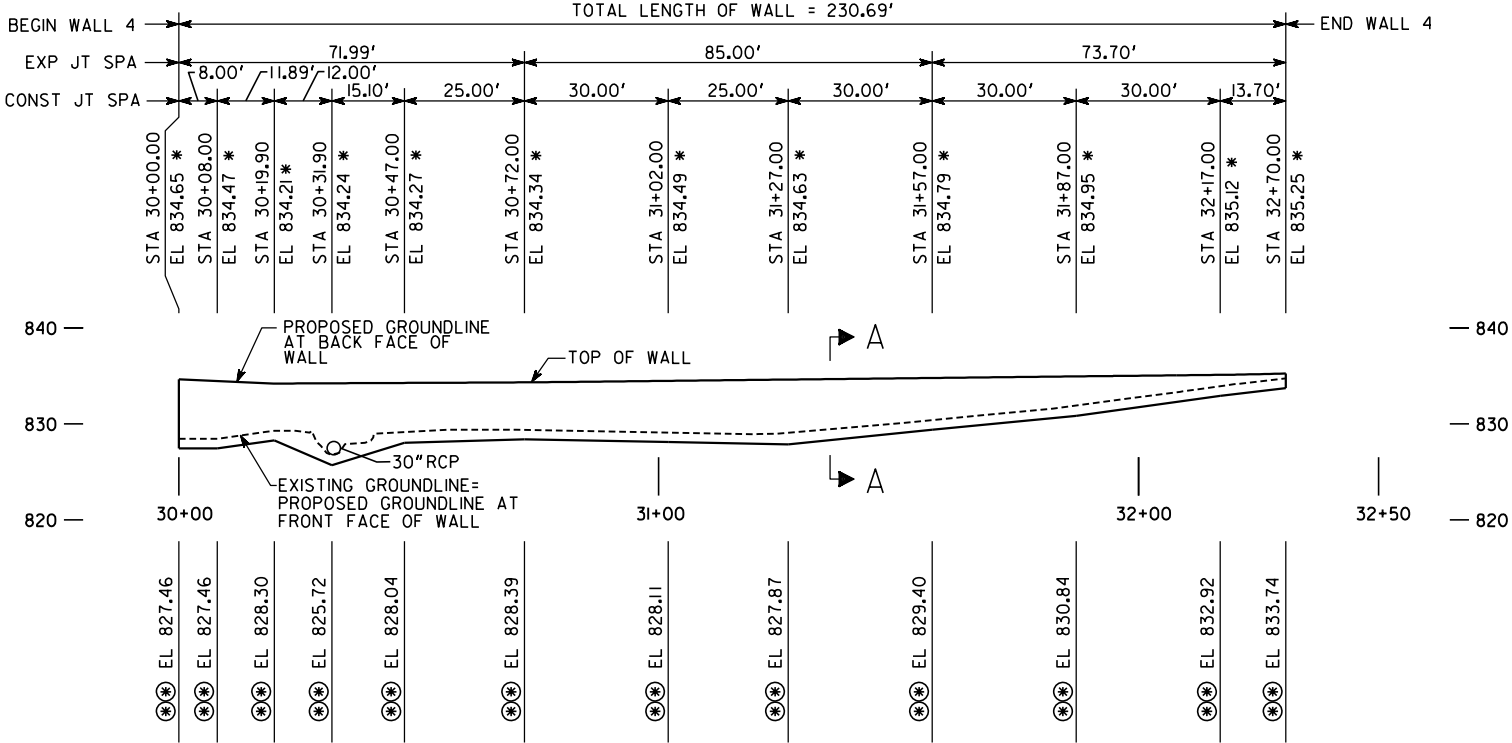 TOTAL LENGTH OF WALL = 230.69'
BEGIN WALL 4
END WALL 4
EXP JT SPA
71.99'
85.00'
73.70'
8.00'
11.89'
12.00'
CONST JT SPA
15.10'
25.00'
30.00'
25.00'
30.00'
30.00'
30.00'
13.70'
STA 30+00.00
EL 834.65 *
STA 30+08.00
EL 834.47 *
STA 30+19.90
EL 834.21 *
STA 30+31.90
EL 834.24 *
STA 30+47.00
EL 834.27 *
STA 30+72.00
EL 834.34 *
STA 31+02.00
EL 834.49 *
STA 31+27.00
EL 834.63 *
STA 31+57.00
EL 834.79 *
STA 31+87.00
EL 834.95 *
STA 32+17.00
EL 835.12 *
STA 32+70.00
EL 835.25 *
840
PROPOSED GROUNDLINE
AT BACK FACE OF
WALL
TOP OF WALL
A
840
830
830
30" RCP
A
EXISTING GROUNDLINE=
PROPOSED GROUNDLINE AT
FRONT FACE OF WALL
820
30+00
31+00
32+00
32+50
820
** EL 827.46
** EL 827.46
** EL 828.30
** EL 825.72
** EL 828.04
** EL 828.39
** EL 828.11
** EL 827.87
** EL 829.40
** EL 830.84
** EL 832.92
** EL 833.74